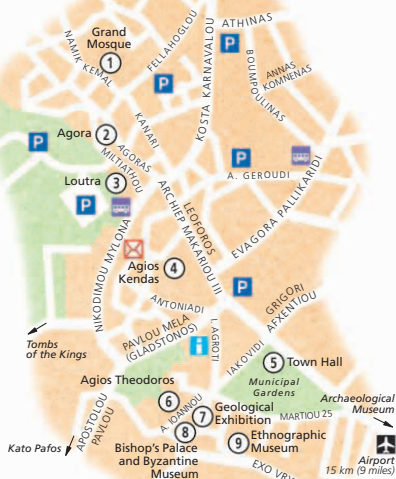 ATHINAS
Grand
Mosque
1
NAMIK KEMAL
FELLAHOGLOU
KOSTA KARNAVALOU
P
BOUMPOULINAS
ANNAS
KOMNENAS
P
KANARI
Agora 2
P
AGORAS
MILTIATHOU
P
A. GEROUDI
Loutra 3
P
ARCHIEP MAKARIOU III
LEOFOROS
EVAGORA PALLIKARIDI
NIKODIMOU MYLONA
Agios
Kendas
4
P
ANTONIADI
GRIGORI
AFXENTIOU
PAVLOU MELA
(GLADSTONOS)
I. AGROTI
i
IAKOVIDI
Tombs
of the Kings
5 Town Hall
Municipal
Gardens
Agios Theodoros
6
A. IOANNOU
7 Geological
Exhibition
MARTIOU 25
Archaeological
Museum
APOSTOLOU
PAVLOU
Kato Pafos
8
Bishop's Palace
and Byzantine
Museum
9 Ethnographic
Museum
EXO VRY
Airport
15 km (9 miles)